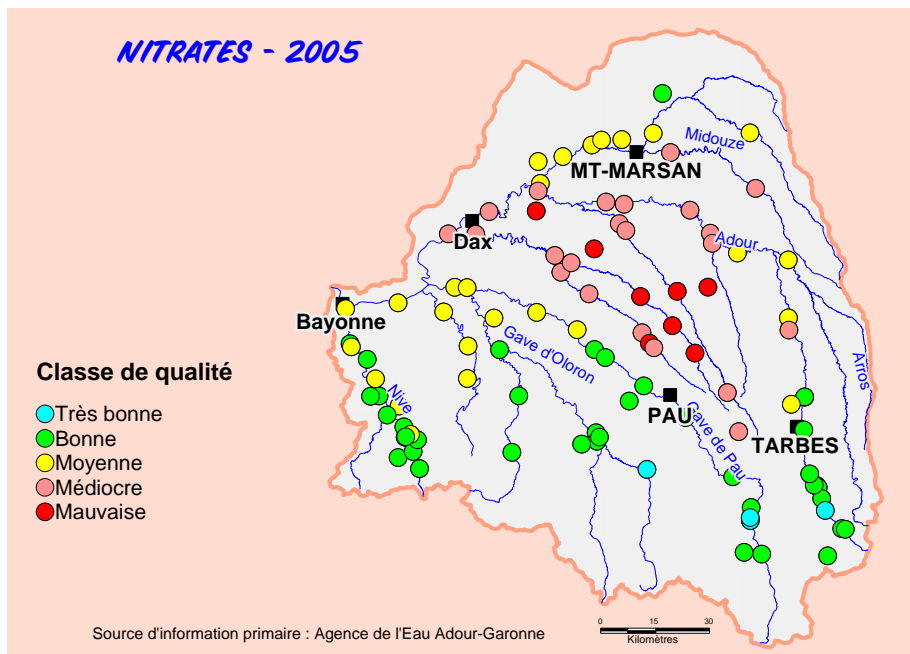 NITRATES - 2005
Midouze
MT-MARSAN
Dax
Adour
Bayonne
Gave d'Oloron
Arros
Classe de qualité
Nive
PAU
Gave de Pau
TARBES
Très bonne
Bonne
Moyenne
Médiocre
Mauvaise
Source d'information primaire : Agence de l'Eau Adour-Garonne
0 15 30
Kilomètres